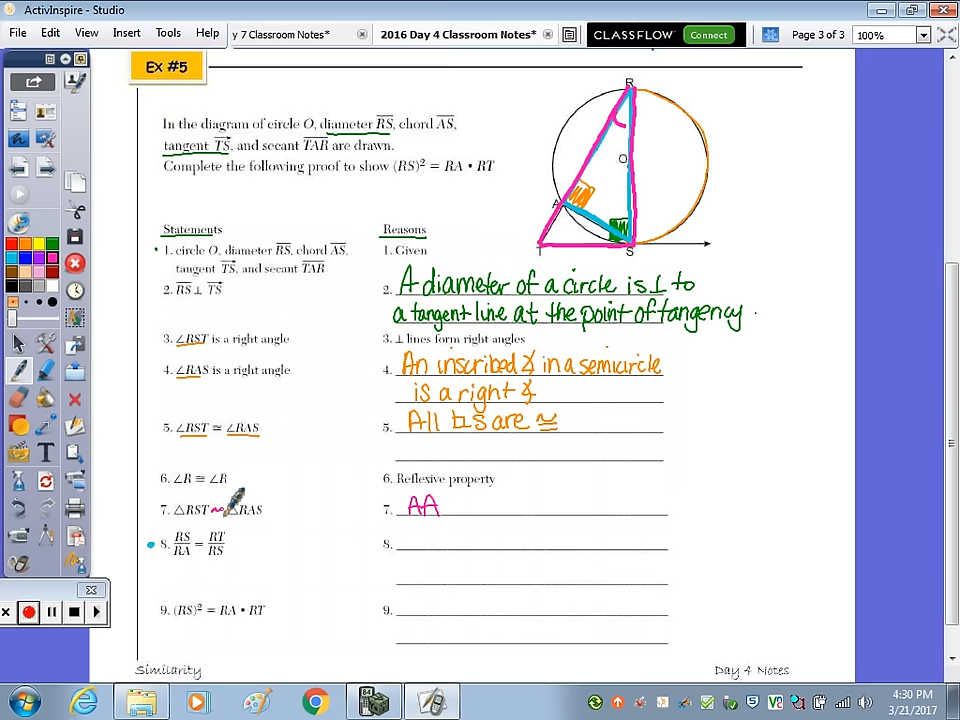 ActivInspire - Studio
File Edit View Insert Tools Help
y 7 Classroom Notes*
2016 Day 4 Classroom Notes*
CLASSFLOW Connect
Page 3 of 3
100%
Ex #5
In the diagram of circle O, diameter RS, chord AS,
tangent TS, and secant TAR are drawn.
Complete the following proof to show (RS)² = RA • RT
R
O
A
T
S
Statements
Reasons
1. circle O, diameter RS, chord AS,
tangent TS, and secant TAR
1. Given
2. RS ⊥ TS
2. A diameter of a circle is ⊥ to
a tangent line at the point of tangency.
3. ∠RST is a right angle
3. ⊥ lines form right angles
4. ∠RAS is a right angle
4. An inscribed ∡ in a semicircle
is a right ∡
5. ∠RST ≅ ∠RAS
5. All ∟s are ≅
6. ∠R ≅ ∠R
6. Reflexive property
7. △RST ~ △RAS
7. AA
8. RS/RA = RT/RS
8.
9. (RS)² = RA • RT
9.
Similarity
Day 4 Notes
4:30 PM
3/21/2017